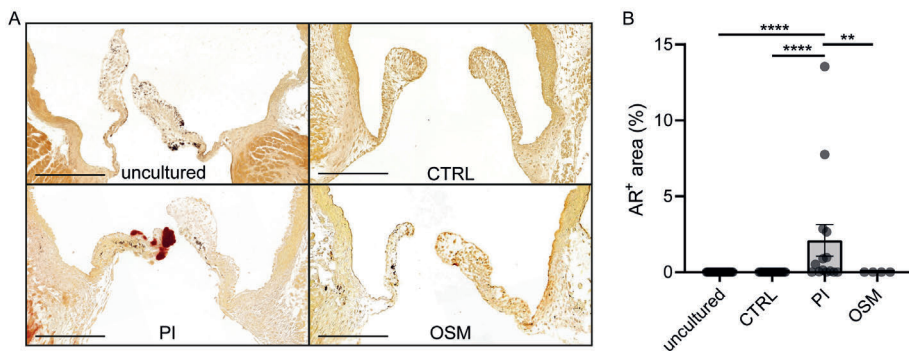 A
uncultured
CTRL
PI
OSM
B
****
****
**
AR⁺ area (%)
15
10
5
0
uncultured
CTRL
PI
OSM